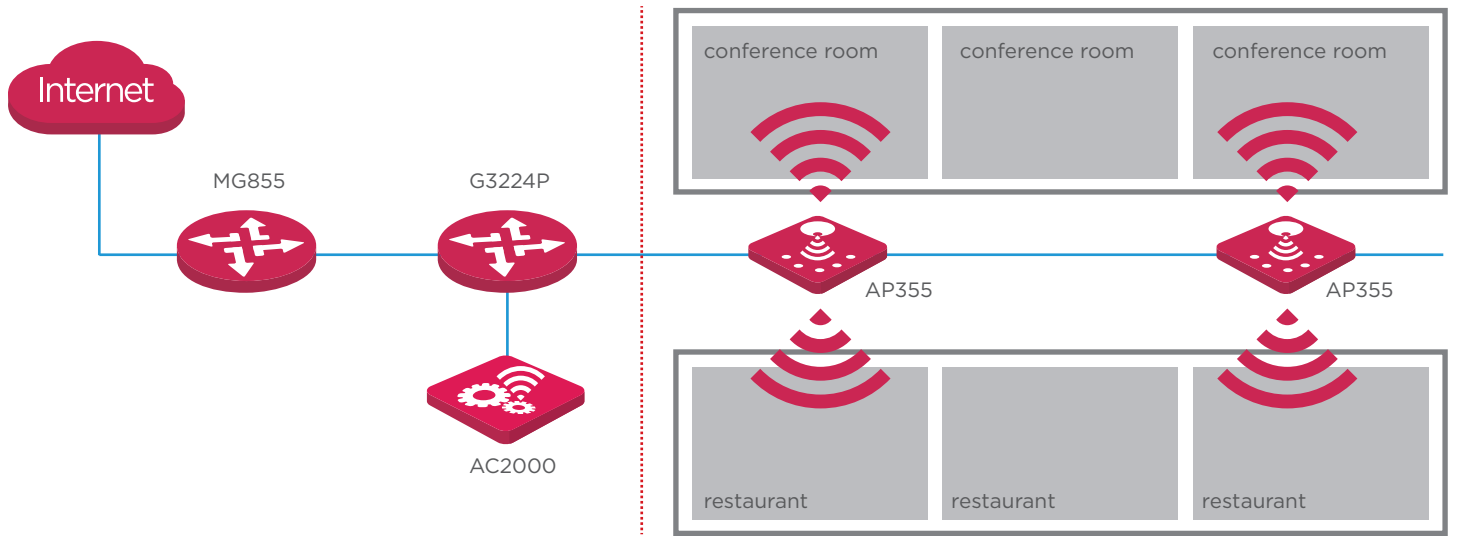 conference room
conference room
conference room
Internet
MG855
G3224P
AP355
AP355
AC2000
restaurant
restaurant
restaurant